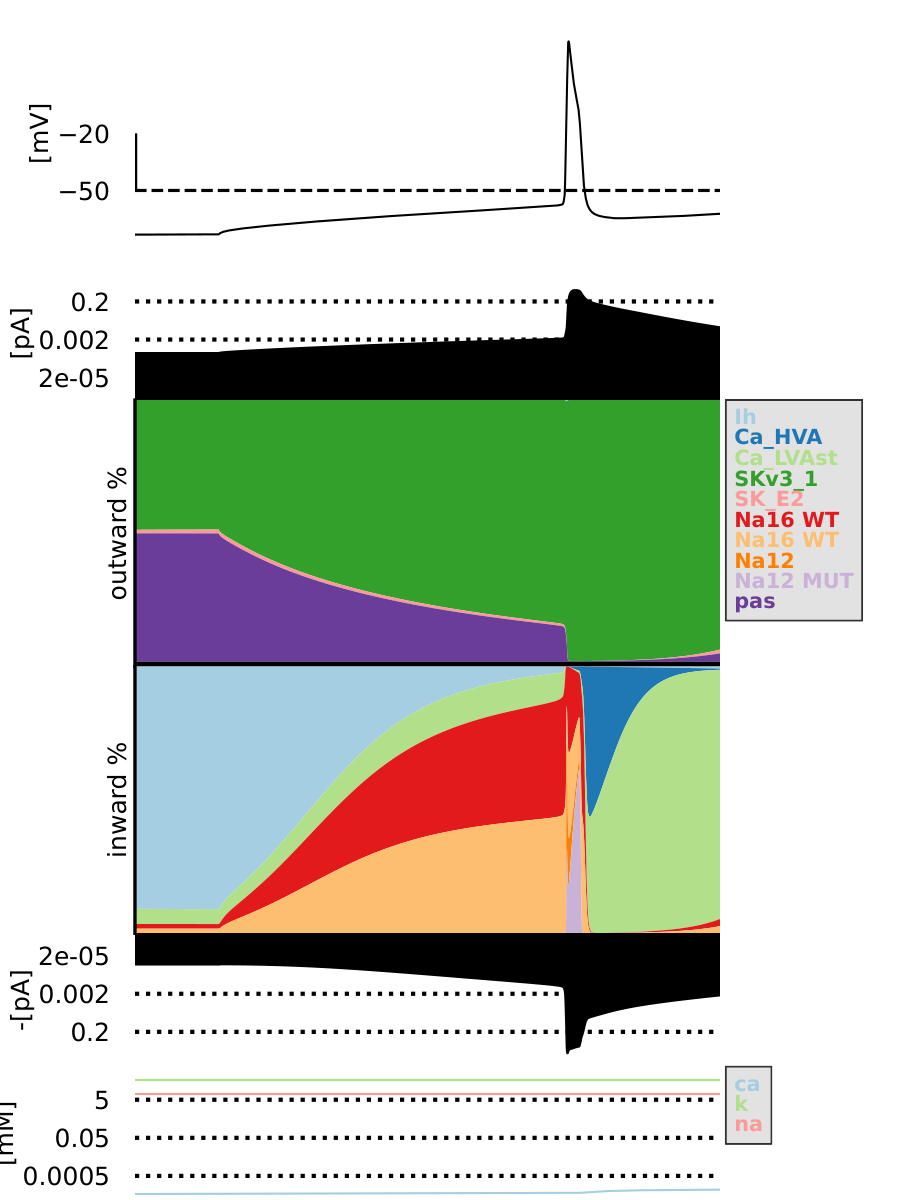 [mV]
−20
−50
[pA]
0.2
0.002
2e-05
outward %
Ih
Ca_HVA
Ca_LVAst
SKv3_1
SK_E2
Na16 WT
Na16 WT
Na12
Na12 MUT
pas
inward %
-[pA]
2e-05
0.002
0.2
[mM]
5
0.05
0.0005
ca
k
na